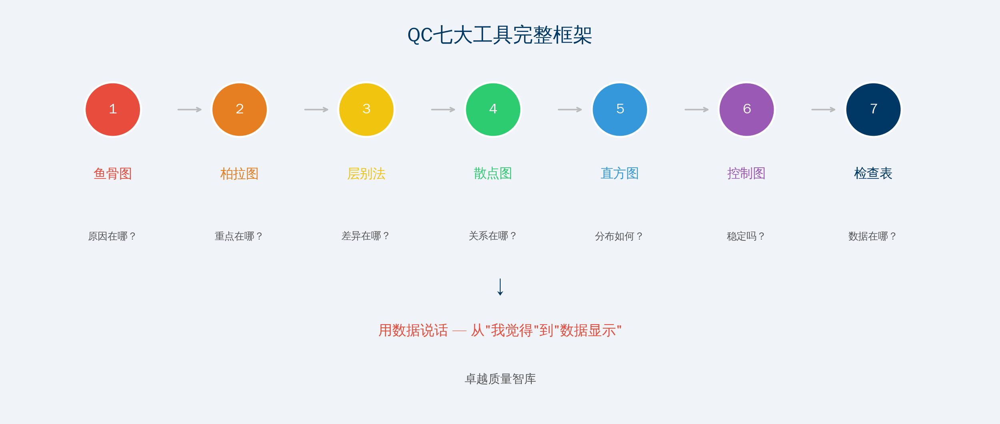 QC七大工具完整框架
1 2 3 4 5 6 7
鱼骨图 柏拉图 层别法 散点图 直方图 控制图 检查表
原因在哪？ 重点在哪？ 差异在哪？ 关系在哪？ 分布如何？ 稳定吗？ 数据在哪？
用数据说话 — 从"我觉得"到"数据显示"
卓越质量智库